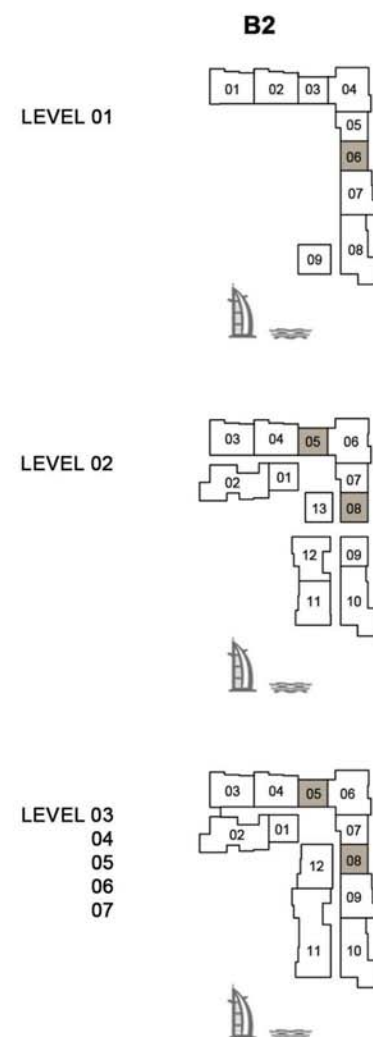 B2
LEVEL 01
01 02 03 04
05
06
07
08
09
LEVEL 02
03 04 05 06
02 01 07
13 08
12 09
11 10
LEVEL 03
04
05
06
07
03 04 05 06
02 01 07
12 08
09
11 10